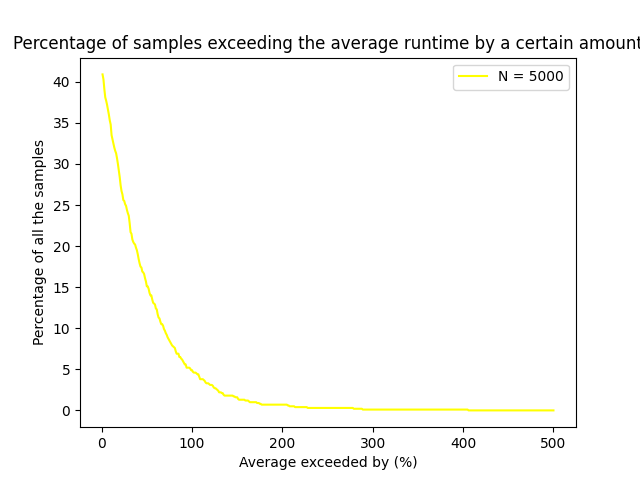 Percentage of samples exceeding the average runtime by a certain amount
N = 5000
Percentage of all the samples
40
35
30
25
20
15
10
5
0
0 100 200 300 400 500
Average exceeded by (%)